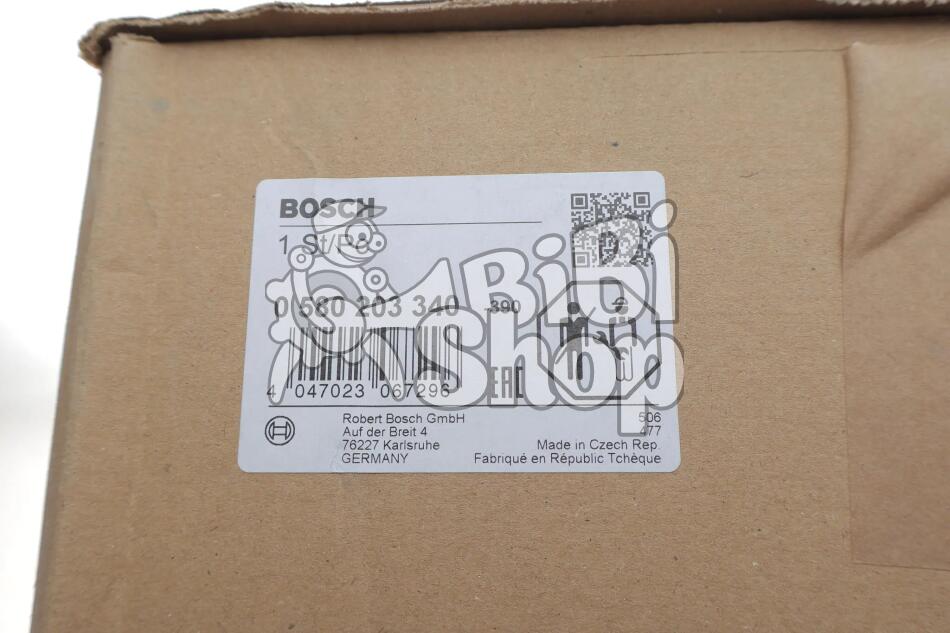 BOSCH
1 St/Pc
0 580 203 340 -390
4 047023 067296
EAC
Robert Bosch GmbH
Auf der Breit 4
76227 Karlsruhe
GERMANY
506
477
Made in Czech Rep.
Fabriqué en Républic Tchèque
BiBi
Shop